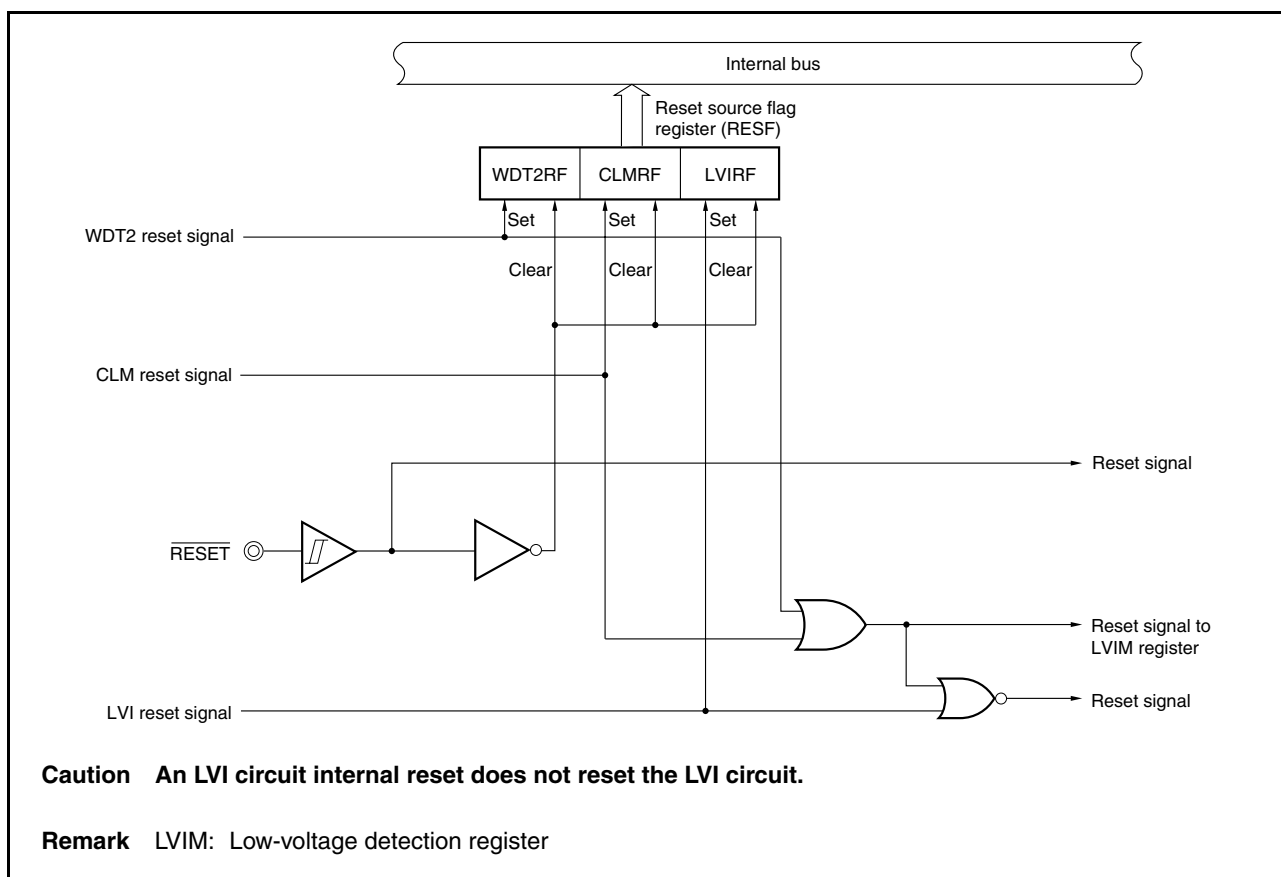 Internal bus
Reset source flag
register (RESF)
WDT2RF CLMRF LVIRF
Set Set Set
WDT2 reset signal
Clear Clear Clear
CLM reset signal
Reset signal
RESET
Reset signal to
LVIM register
Reset signal
LVI reset signal
Caution An LVI circuit internal reset does not reset the LVI circuit.
Remark LVIM: Low-voltage detection register